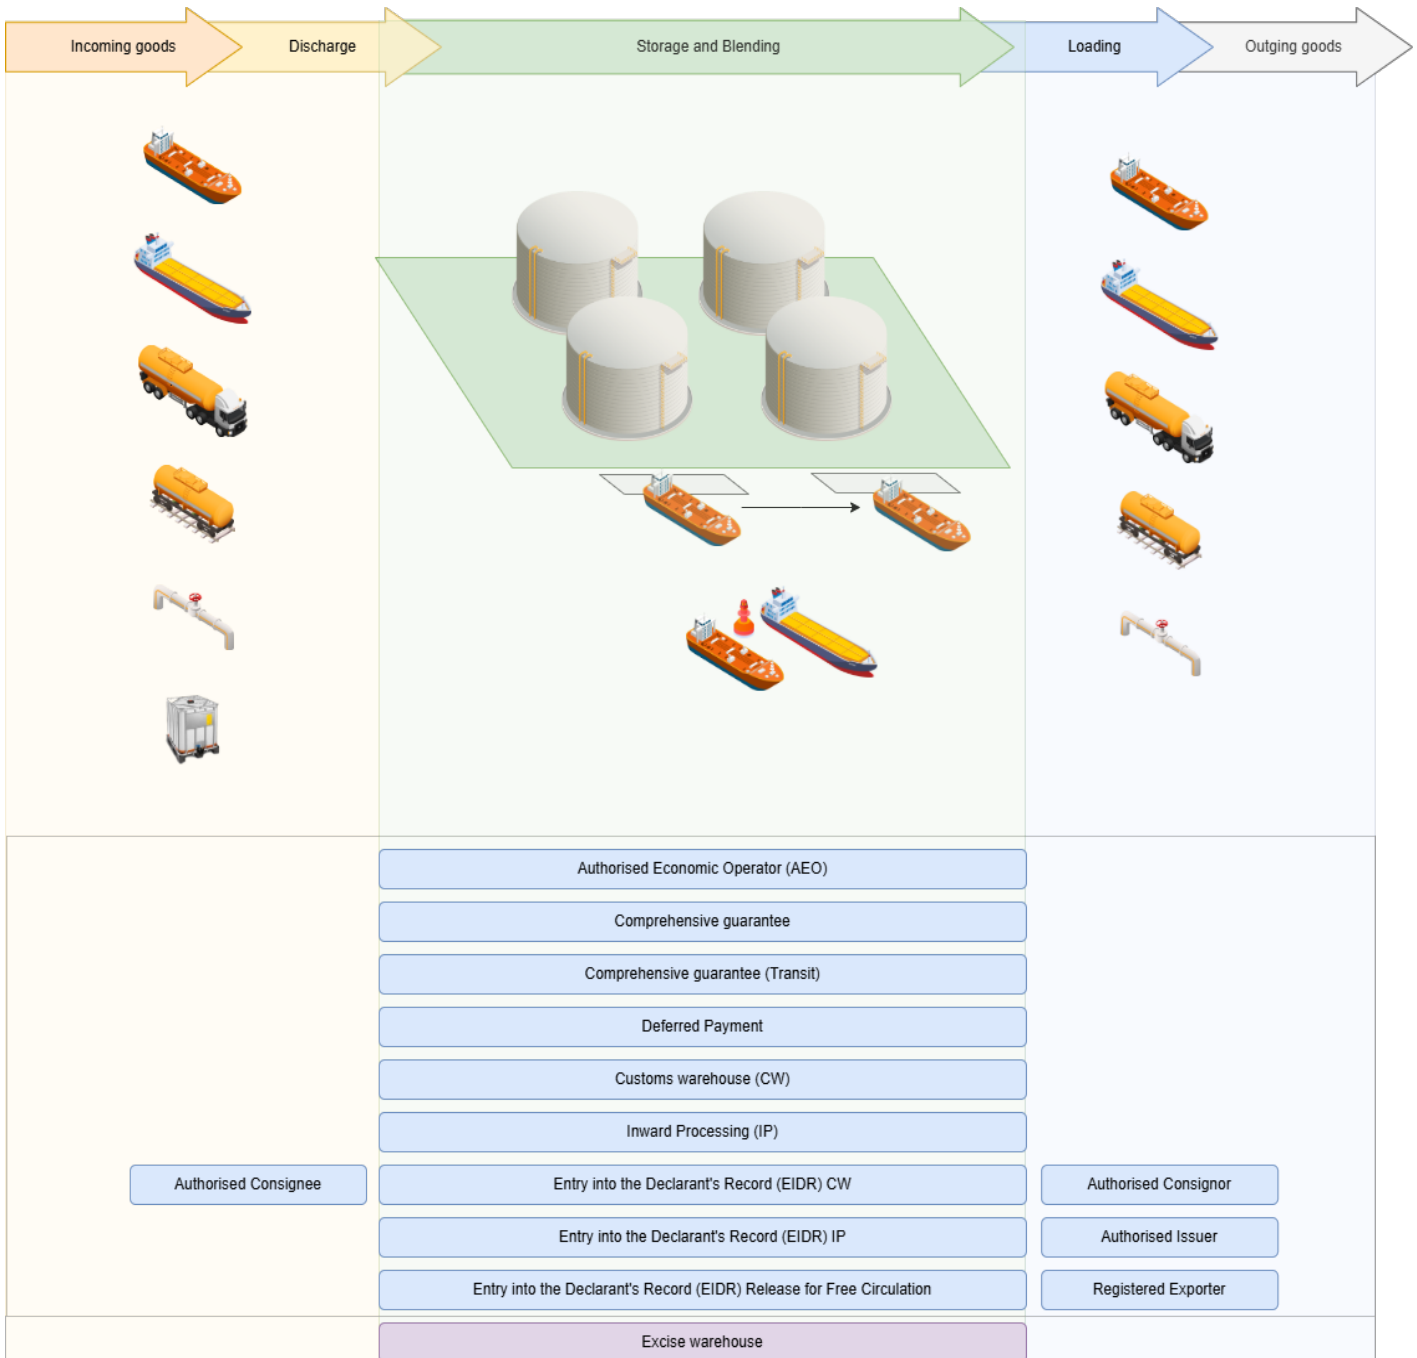 Incoming goods
Discharge
Storage and Blending
Loading
Outging goods
Authorised Economic Operator (AEO)
Comprehensive guarantee
Comprehensive guarantee (Transit)
Deferred Payment
Customs warehouse (CW)
Inward Processing (IP)
Authorised Consignee
Entry into the Declarant's Record (EIDR) CW
Authorised Consignor
Entry into the Declarant's Record (EIDR) IP
Authorised Issuer
Entry into the Declarant's Record (EIDR) Release for Free Circulation
Registered Exporter
Excise warehouse